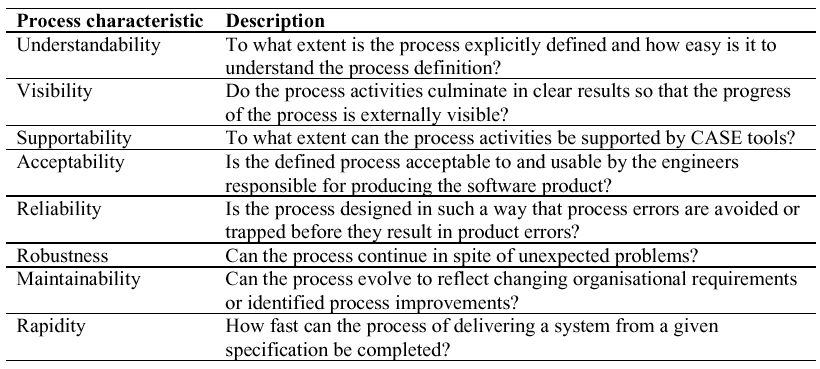 Process characteristic Description
Understandability To what extent is the process explicitly defined and how easy is it to
understand the process definition?
Visibility Do the process activities culminate in clear results so that the progress
of the process is externally visible?
Supportability To what extent can the process activities be supported by CASE tools?
Acceptability Is the defined process acceptable to and usable by the engineers
responsible for producing the software product?
Reliability Is the process designed in such a way that process errors are avoided or
trapped before they result in product errors?
Robustness Can the process continue in spite of unexpected problems?
Maintainability Can the process evolve to reflect changing organisational requirements
or identified process improvements?
Rapidity How fast can the process of delivering a system from a given
specification be completed?